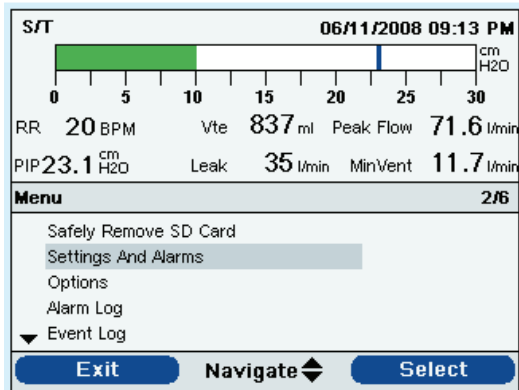 S/T 06/11/2008 09:13 PM
cm
H2O
0 5 10 15 20 25 30
RR 20 BPM Vte 837 ml Peak Flow 71.6 l/min
PIP 23.1 cm H2O Leak 35 l/min MinVent 11.7 l/min
Menu 2/6
Safely Remove SD Card
Settings And Alarms
Options
Alarm Log
Event Log
Exit Navigate Select